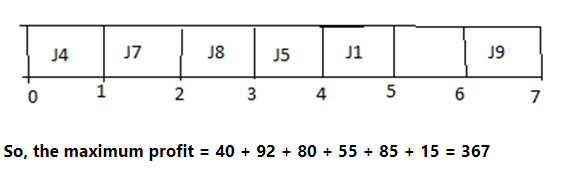 J4 J7 J8 J5 J1 J9
0 1 2 3 4 5 6 7
So, the maximum profit = 40 + 92 + 80 + 55 + 85 + 15 = 367